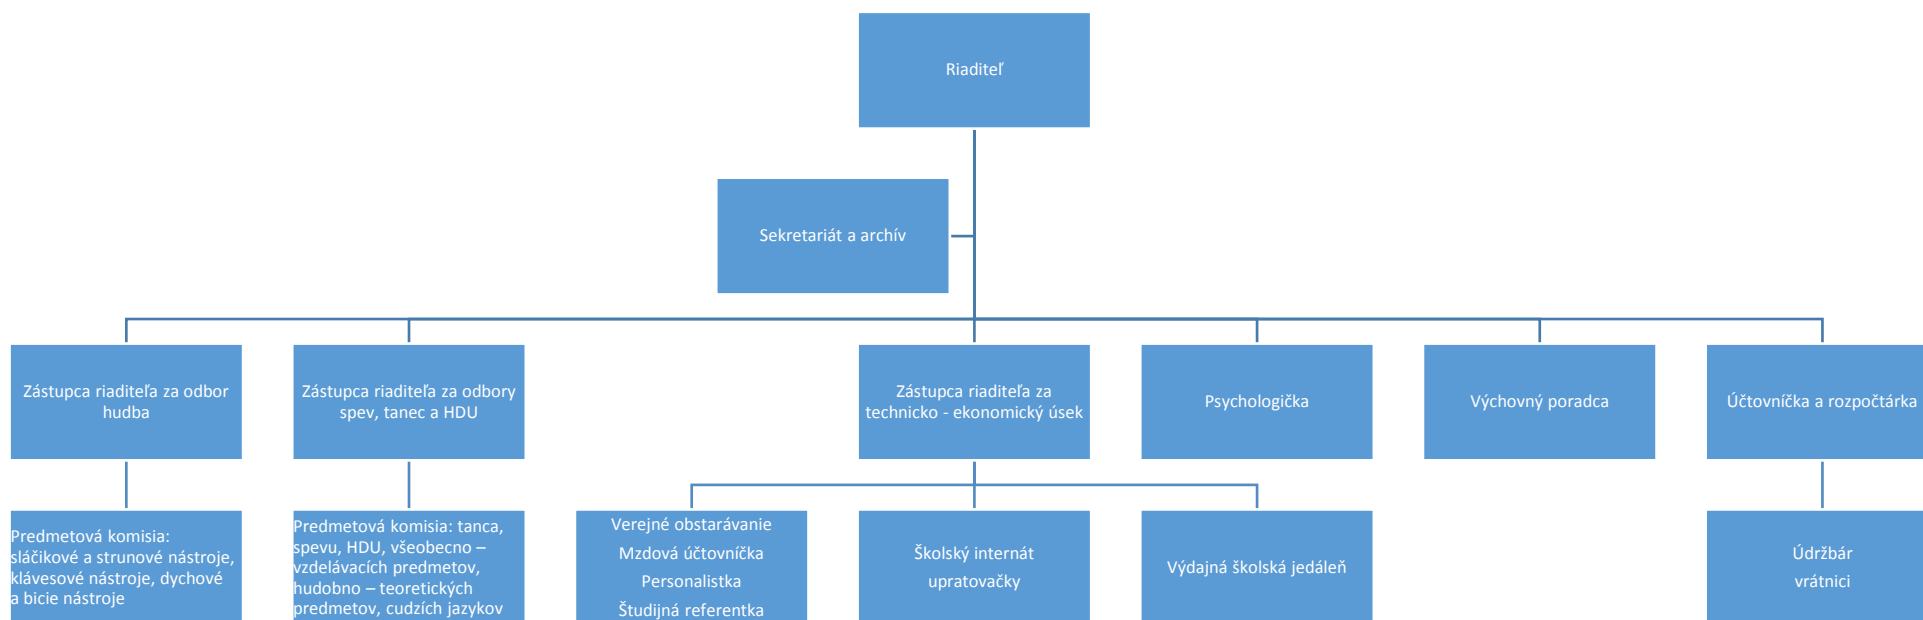 Riaditeľ
Sekretariát a archív
Zástupca riaditeľa za odbor
hudba
Zástupca riaditeľa za odbory
spev, tanec a HDU
Zástupca riaditeľa za
technicko - ekonomický úsek
Psychologička
Výchovný poradca
Účtovníčka a rozpočtárka
Predmetová komisia:
sláčikové a strunové nástroje,
klávesové nástroje, dychové
a bicie nástroje
Predmetová komisia: tanca,
spevu, HDU, všeobecno –
vzdelávacích predmetov,
hudobno – teoretických
predmetov, cudzích jazykov
Verejné obstarávanie
Mzdová účtovníčka
Personalistka
Študijná referentka
Školský internát
upratovačky
Výdajná školská jedáleň
Údržbár
vrátnici